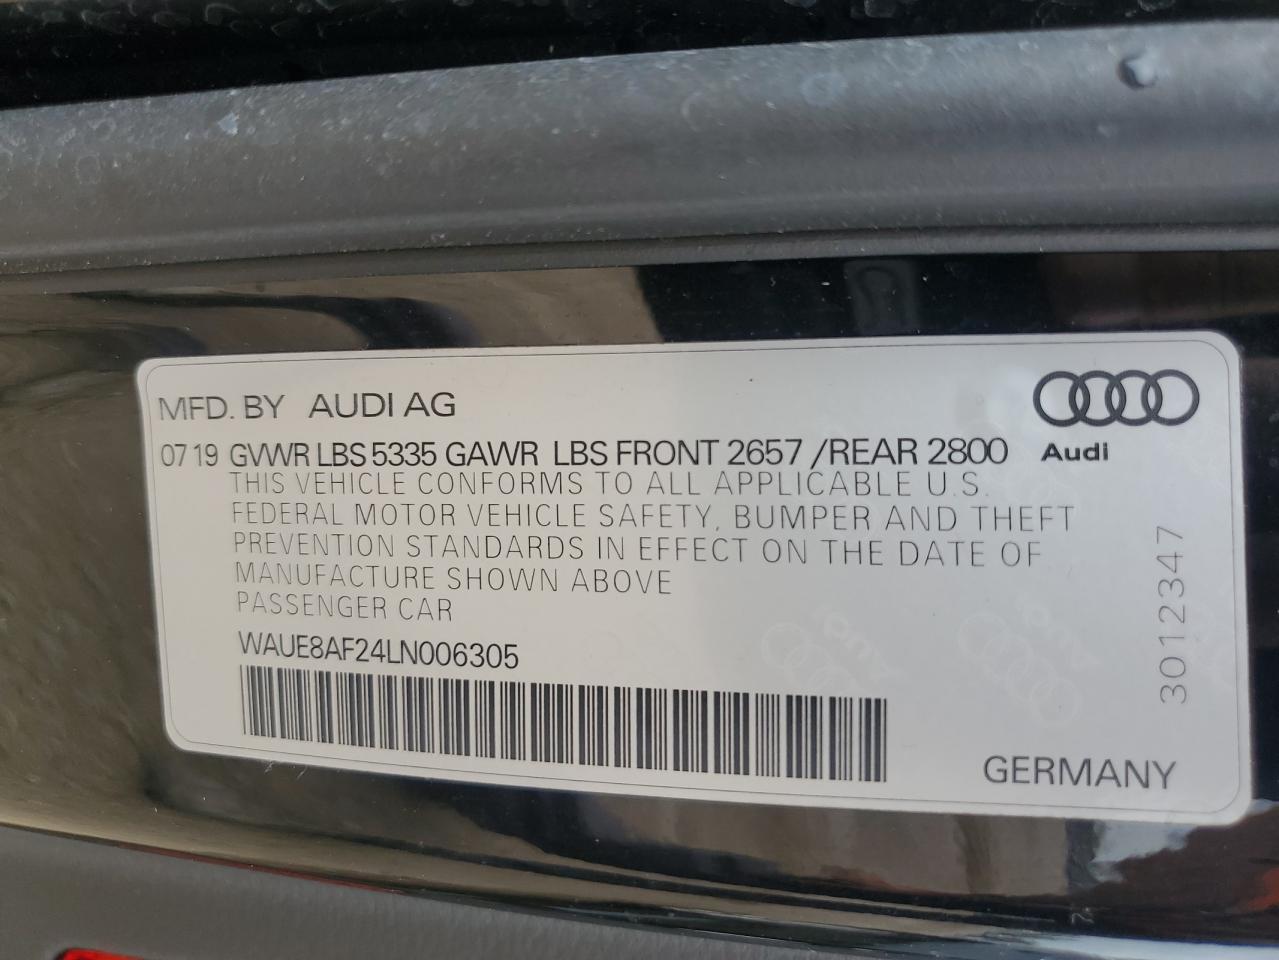 MFD. BY AUDI AG
07 19 GVWR LBS 5335 GAWR LBS FRONT 2657 /REAR 2800
Audi
THIS VEHICLE CONFORMS TO ALL APPLICABLE U.S.
FEDERAL MOTOR VEHICLE SAFETY, BUMPER AND THEFT
PREVENTION STANDARDS IN EFFECT ON THE DATE OF
MANUFACTURE SHOWN ABOVE
PASSENGER CAR
WAUE8AF24LN006305
3012347
GERMANY